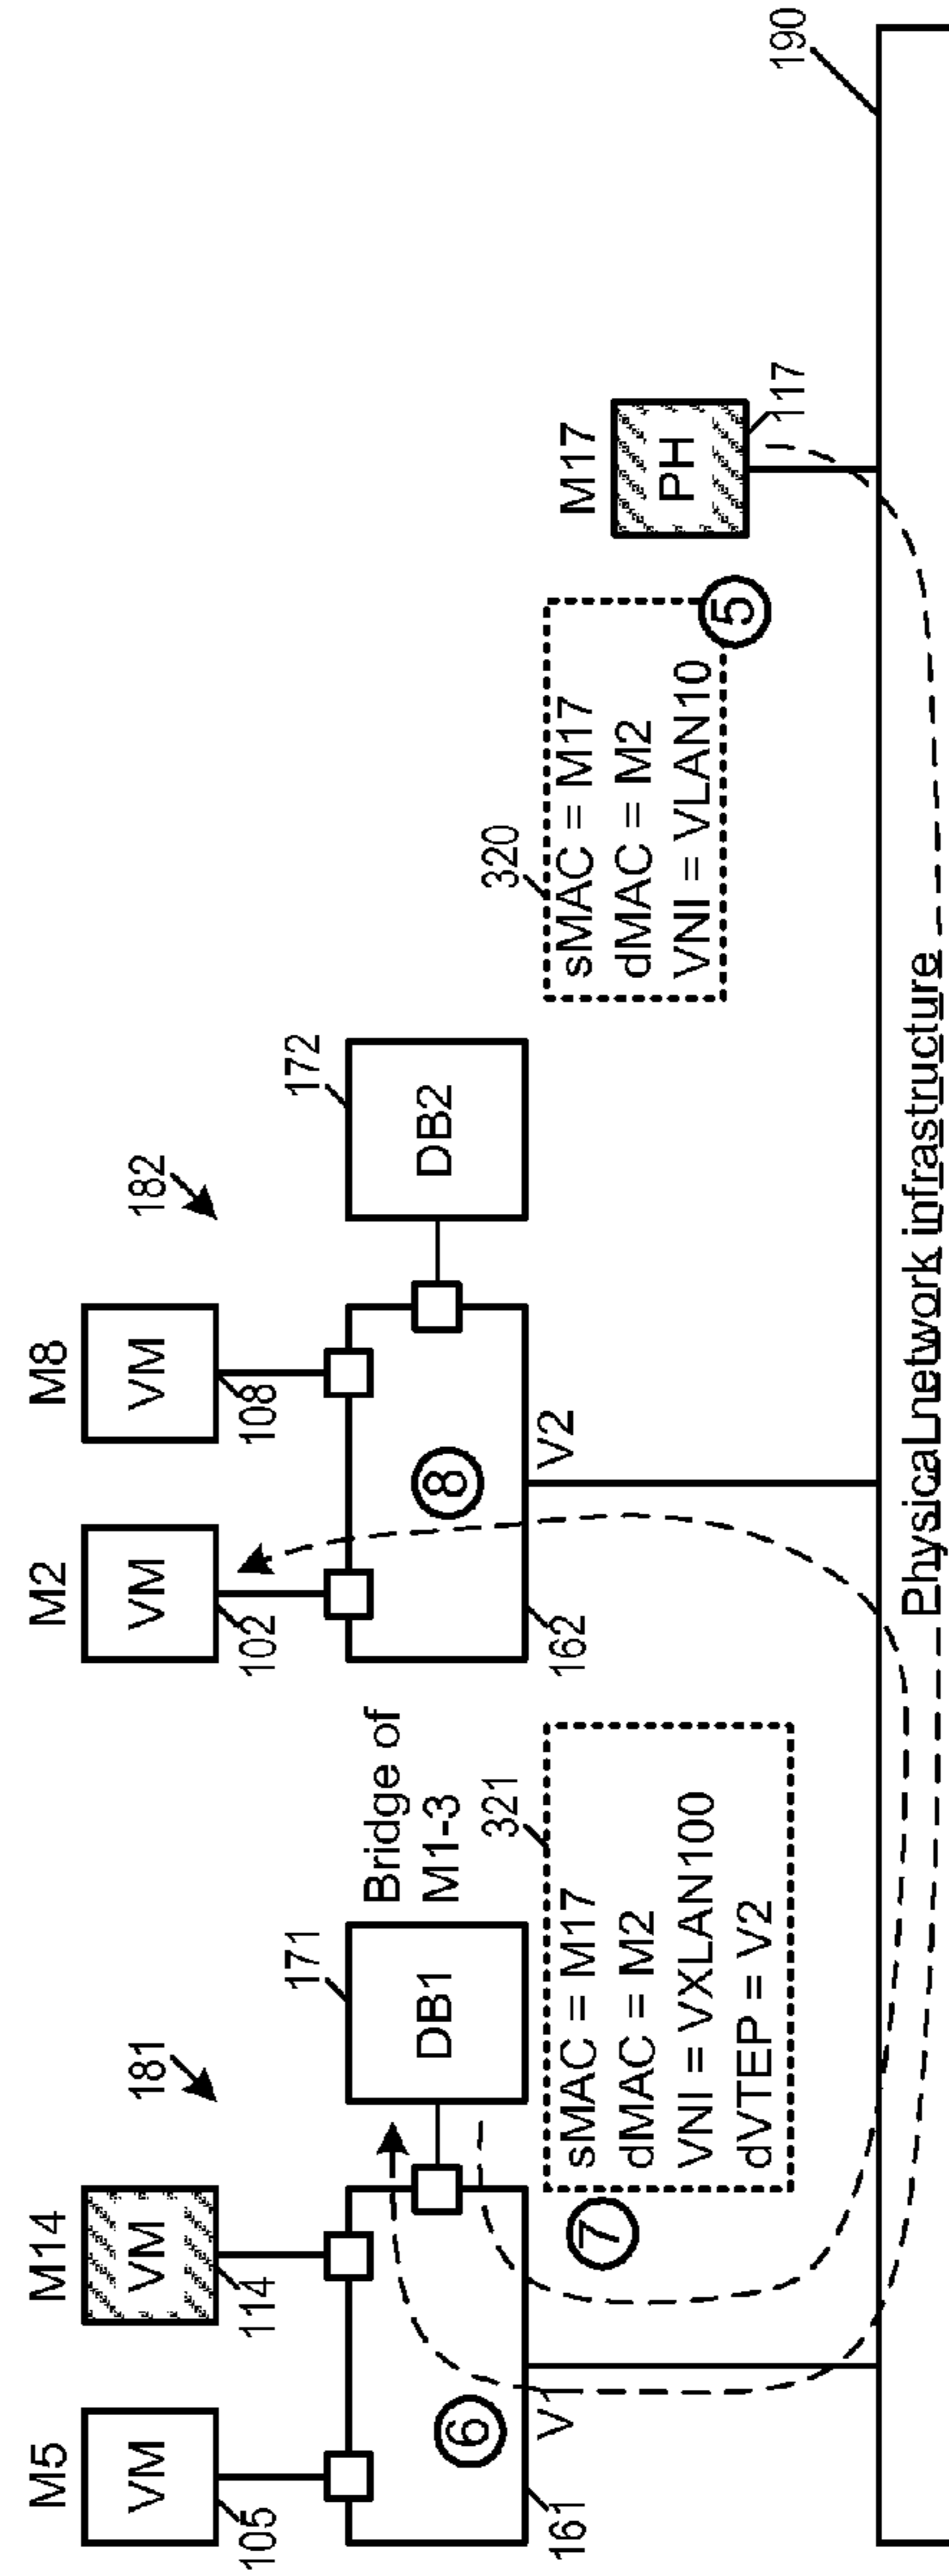 M5
VM
105
M14
VM
114
181
DB1
171
Bridge of
M1-3
6
V1
161
7
321
sMAC = M17
dMAC = M2
VNI = VXLAN100
dVTEP = V2
M2
VM
102
M8
VM
108
182
DB2
172
8
V2
162
320
sMAC = M17
dMAC = M2
VNI = VLAN10
5
M17
PH
117
190
Physical network infrastructure